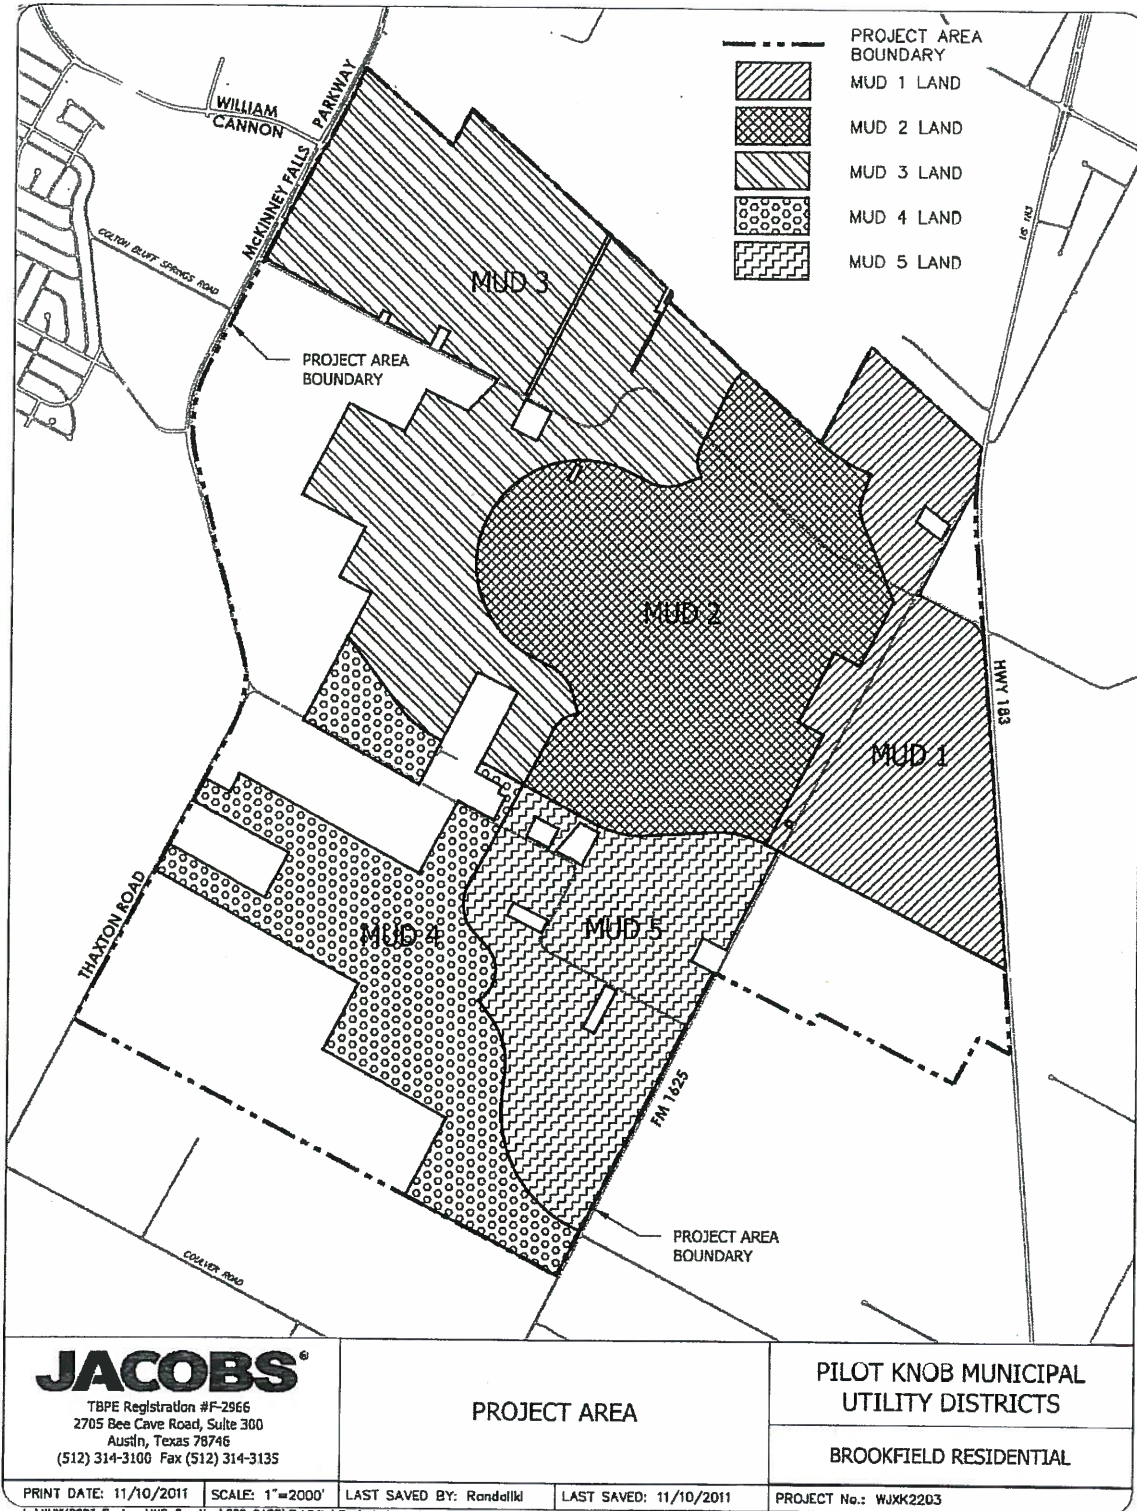 PROJECT AREA
BOUNDARY
MUD 1 LAND
MUD 2 LAND
MUD 3 LAND
MUD 4 LAND
MUD 5 LAND
WILLIAM
CANNON
McKINNEY FALLS PARKWAY
COLTON BLUFF SPRINGS ROAD
MUD 3
PROJECT AREA
BOUNDARY
MUD 2
HWY 183
MUD 1
THAXTON ROAD
MUD 4
MUD 5
FM 1625
PROJECT AREA
BOUNDARY
COULVER ROAD
JACOBS®
TBPE Registration #F-2966
2705 Bee Cave Road, Suite 300
Austin, Texas 78746
(512) 314-3100 Fax (512) 314-3135
PROJECT AREA
PILOT KNOB MUNICIPAL
UTILITY DISTRICTS
BROOKFIELD RESIDENTIAL
PRINT DATE: 11/10/2011
SCALE: 1"=2000'
LAST SAVED BY: Randallkl
LAST SAVED: 11/10/2011
PROJECT No.: WJXK2203